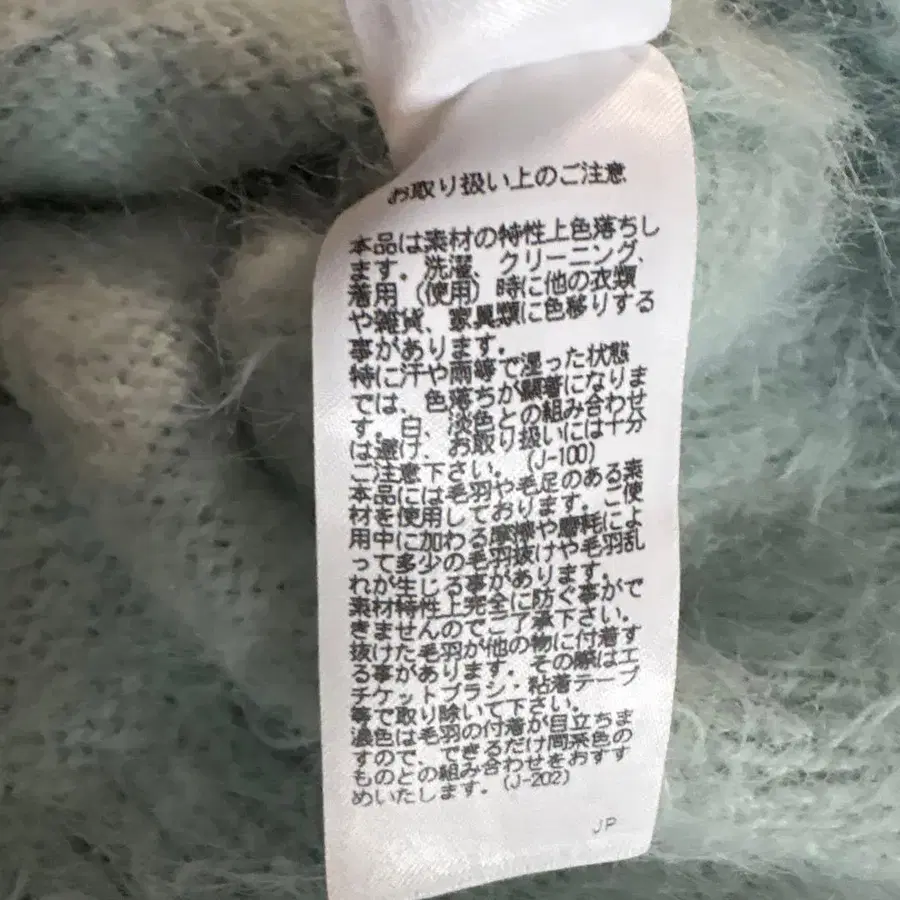 お取り扱い上のご注意
本品は素材の特性上色落ちし
ます。洗濯、クリーニング、
着用（使用）時に他の衣類
や雑貨、家具類に色移りする
事があります。
特に汗や雨等で湿った状態
では、色落ちが顕着になりま
す。白、淡色との組み合わせ
は避け、お取り扱いには十分
ご注意下さい。 (J-100)
本品には毛羽や毛足のある素
材を使用しております。ご使
用中に加わる摩擦や磨耗によ
って多少の毛羽抜けや毛羽乱
れが生じる事があります。
素材特性上完全に防ぐ事がで
きませんのでご了承下さい。
抜けた毛羽が他の物に付着す
る事があります。その際はエ
チケットブラシ・粘着テープ
等で取り除いて下さい。
濃色は毛羽の付着が目立ちま
すので、できるだけ同系色の
ものとの組み合わせをおすす
めいたします。(J-202)
JP